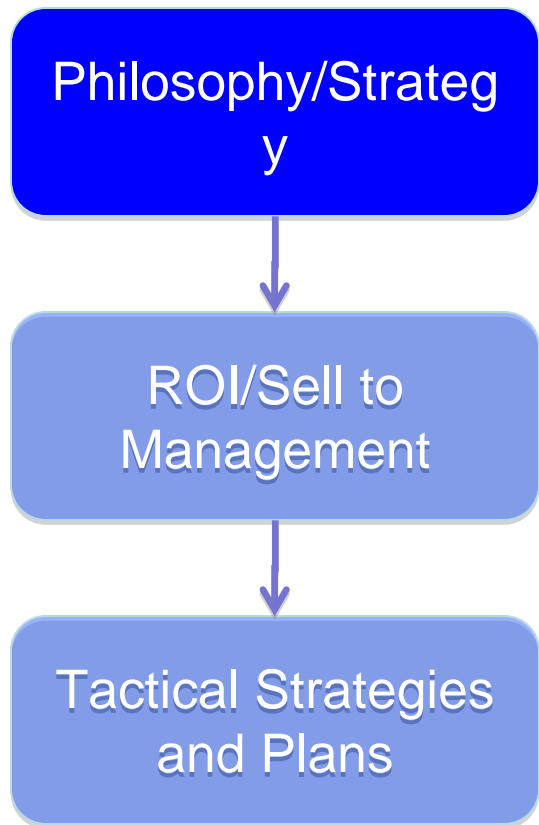 Philosophy/Strateg
y
ROI/Sell to
Management
Tactical Strategies
and Plans